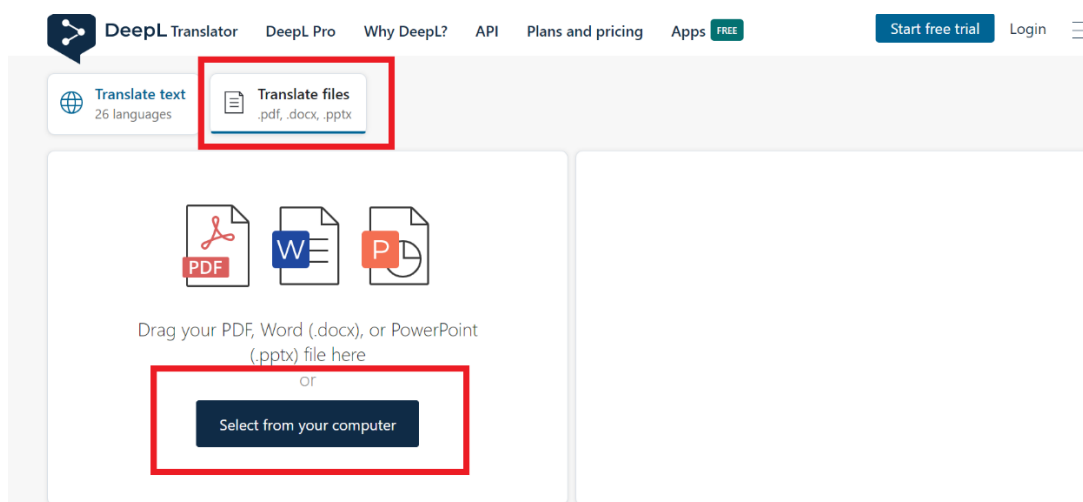 DeepL Translator DeepL Pro Why DeepL? API Plans and pricing Apps FREE Start free trial Login
Translate text
26 languages
Translate files
.pdf, .docx, .pptx
PDF W P
Drag your PDF, Word (.docx), or PowerPoint
(.pptx) file here
or
Select from your computer